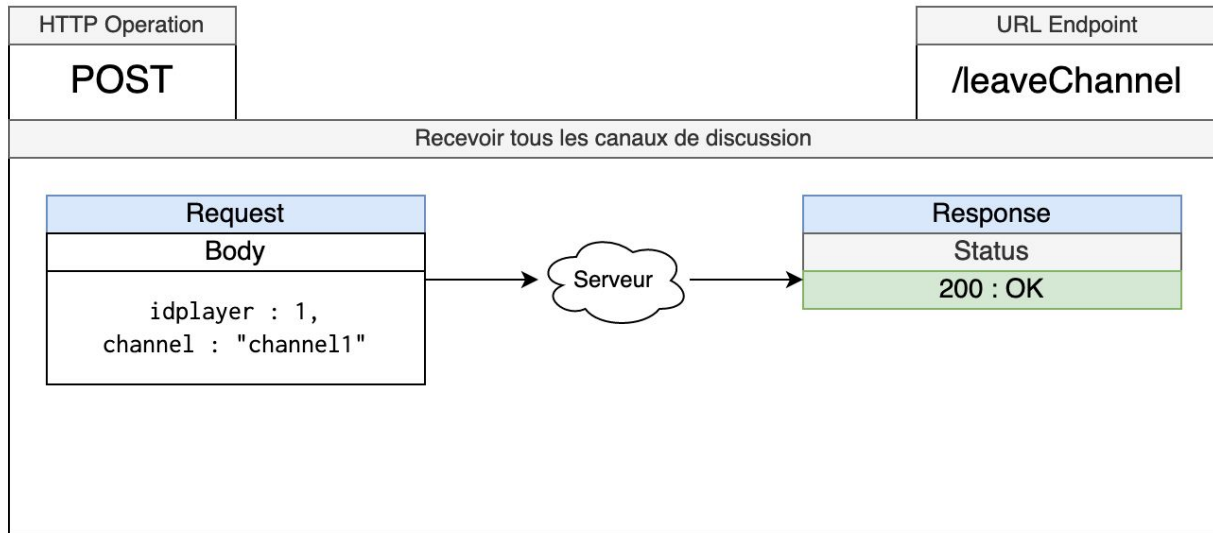 HTTP Operation
URL Endpoint
POST
/leaveChannel
Recevoir tous les canaux de discussion
Request
Body
idplayer : 1,
channel : "channel1"
Serveur
Response
Status
200 : OK